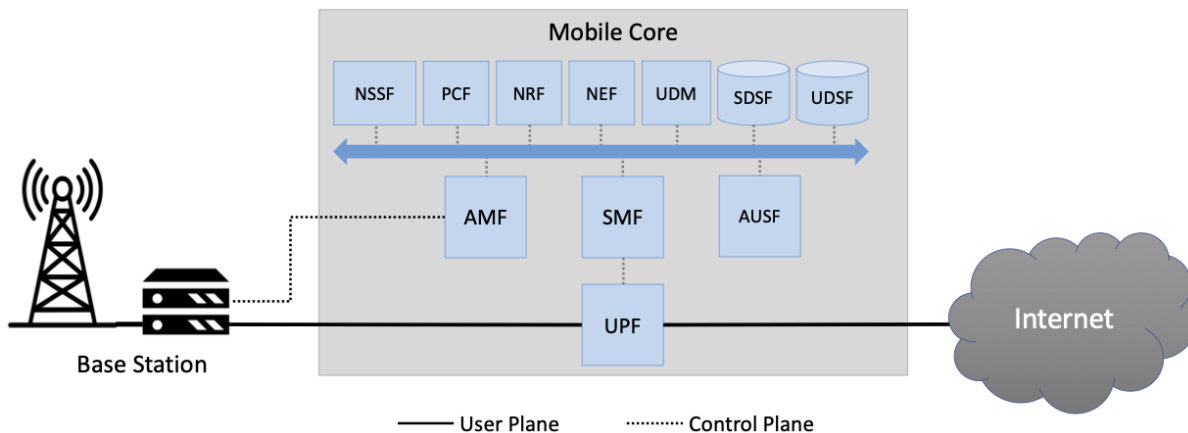 Mobile Core
NSSF
PCF
NRF
NEF
UDM
SDSF
UDSF
AMF
SMF
AUSF
UPF
Internet
Base Station
User Plane
Control Plane